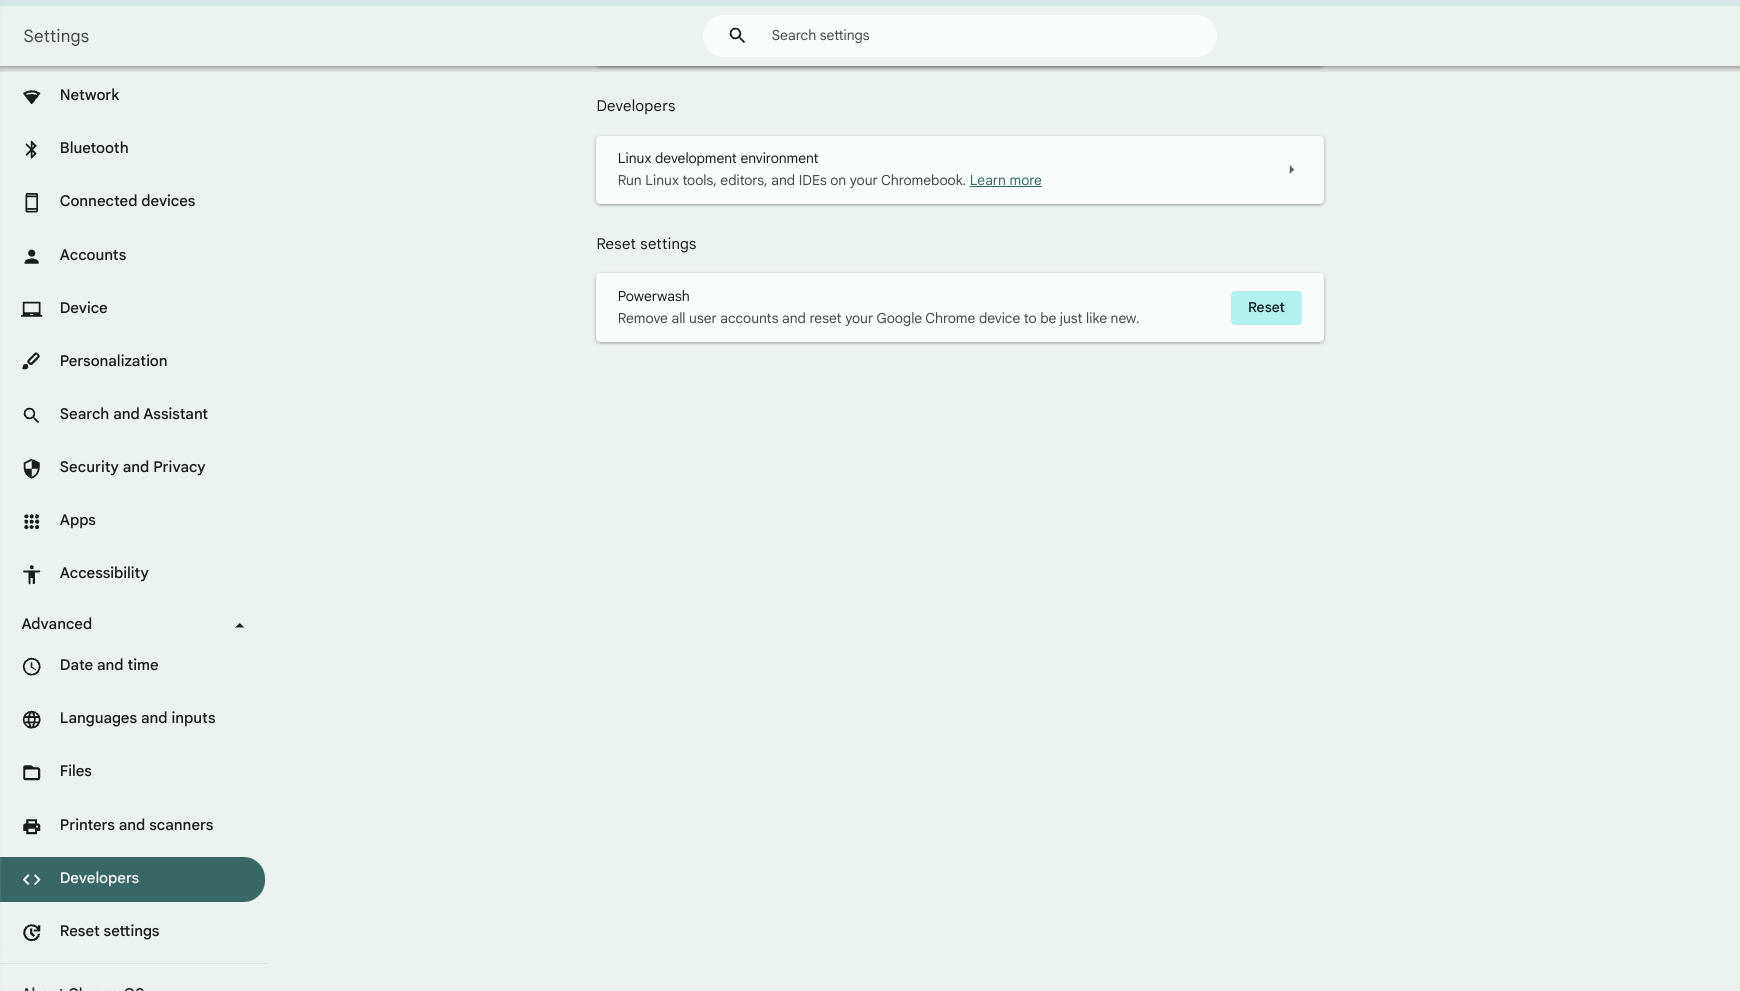 Settings
Search settings
Network
Bluetooth
Connected devices
Accounts
Device
Personalization
Search and Assistant
Security and Privacy
Apps
Accessibility
Advanced
Date and time
Languages and inputs
Files
Printers and scanners
Developers
Reset settings
Developers
Linux development environment
Run Linux tools, editors, and IDEs on your Chromebook. Learn more
Reset settings
Powerwash
Remove all user accounts and reset your Google Chrome device to be just like new.
Reset